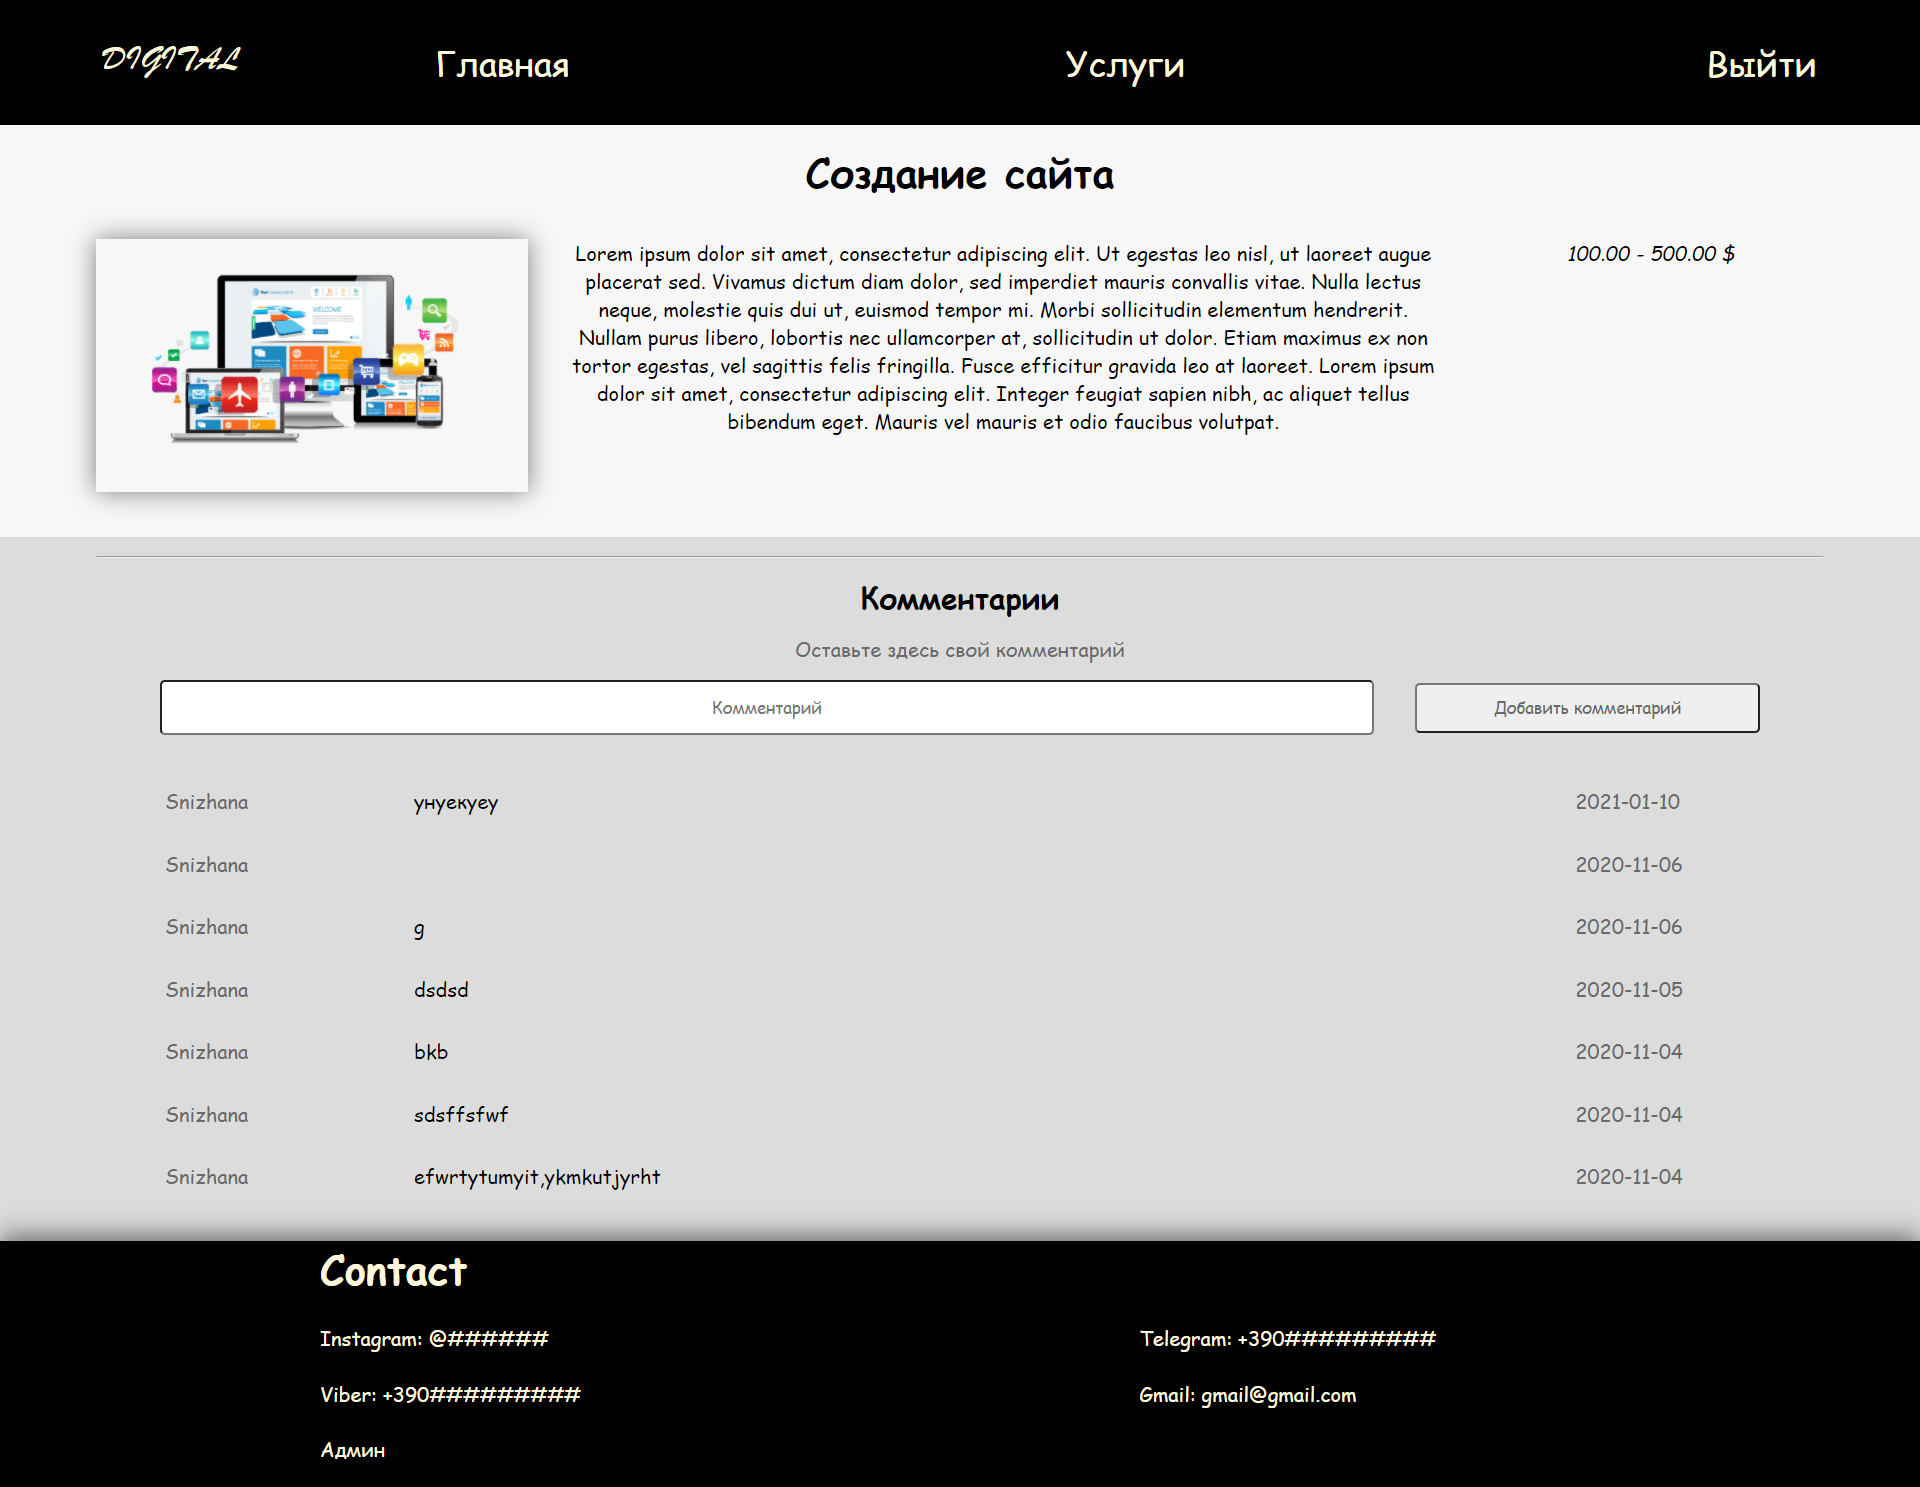 DIGITAL
Главная
Услуги
Выйти
Создание сайта
WELCOME
Lorem ipsum dolor sit amet, consectetur adipiscing elit. Ut egestas leo nisl, ut laoreet augue
placerat sed. Vivamus dictum diam dolor, sed imperdiet mauris convallis vitae. Nulla lectus
neque, molestie quis dui ut, euismod tempor mi. Morbi sollicitudin elementum hendrerit.
Nullam purus libero, lobortis nec ullamcorper at, sollicitudin ut dolor. Etiam maximus ex non
tortor egestas, vel sagittis felis fringilla. Fusce efficitur gravida leo at laoreet. Lorem ipsum
dolor sit amet, consectetur adipiscing elit. Integer feugiat sapien nibh, ac aliquet tellus
bibendum eget. Mauris vel mauris et odio faucibus volutpat.
100.00 - 500.00 $
Комментарии
Оставьте здесь свой комментарий
Комментарий
Добавить комментарий
Snizhana унуекуеу 2021-01-10
Snizhana 2020-11-06
Snizhana g 2020-11-06
Snizhana dsdsd 2020-11-05
Snizhana bkb 2020-11-04
Snizhana sdsffsfwf 2020-11-04
Snizhana efwrtytumyit,ykmkutjyrht 2020-11-04
Contact
Instagram: @######
Telegram: +390#########
Viber: +390#########
Gmail: gmail@gmail.com
Админ